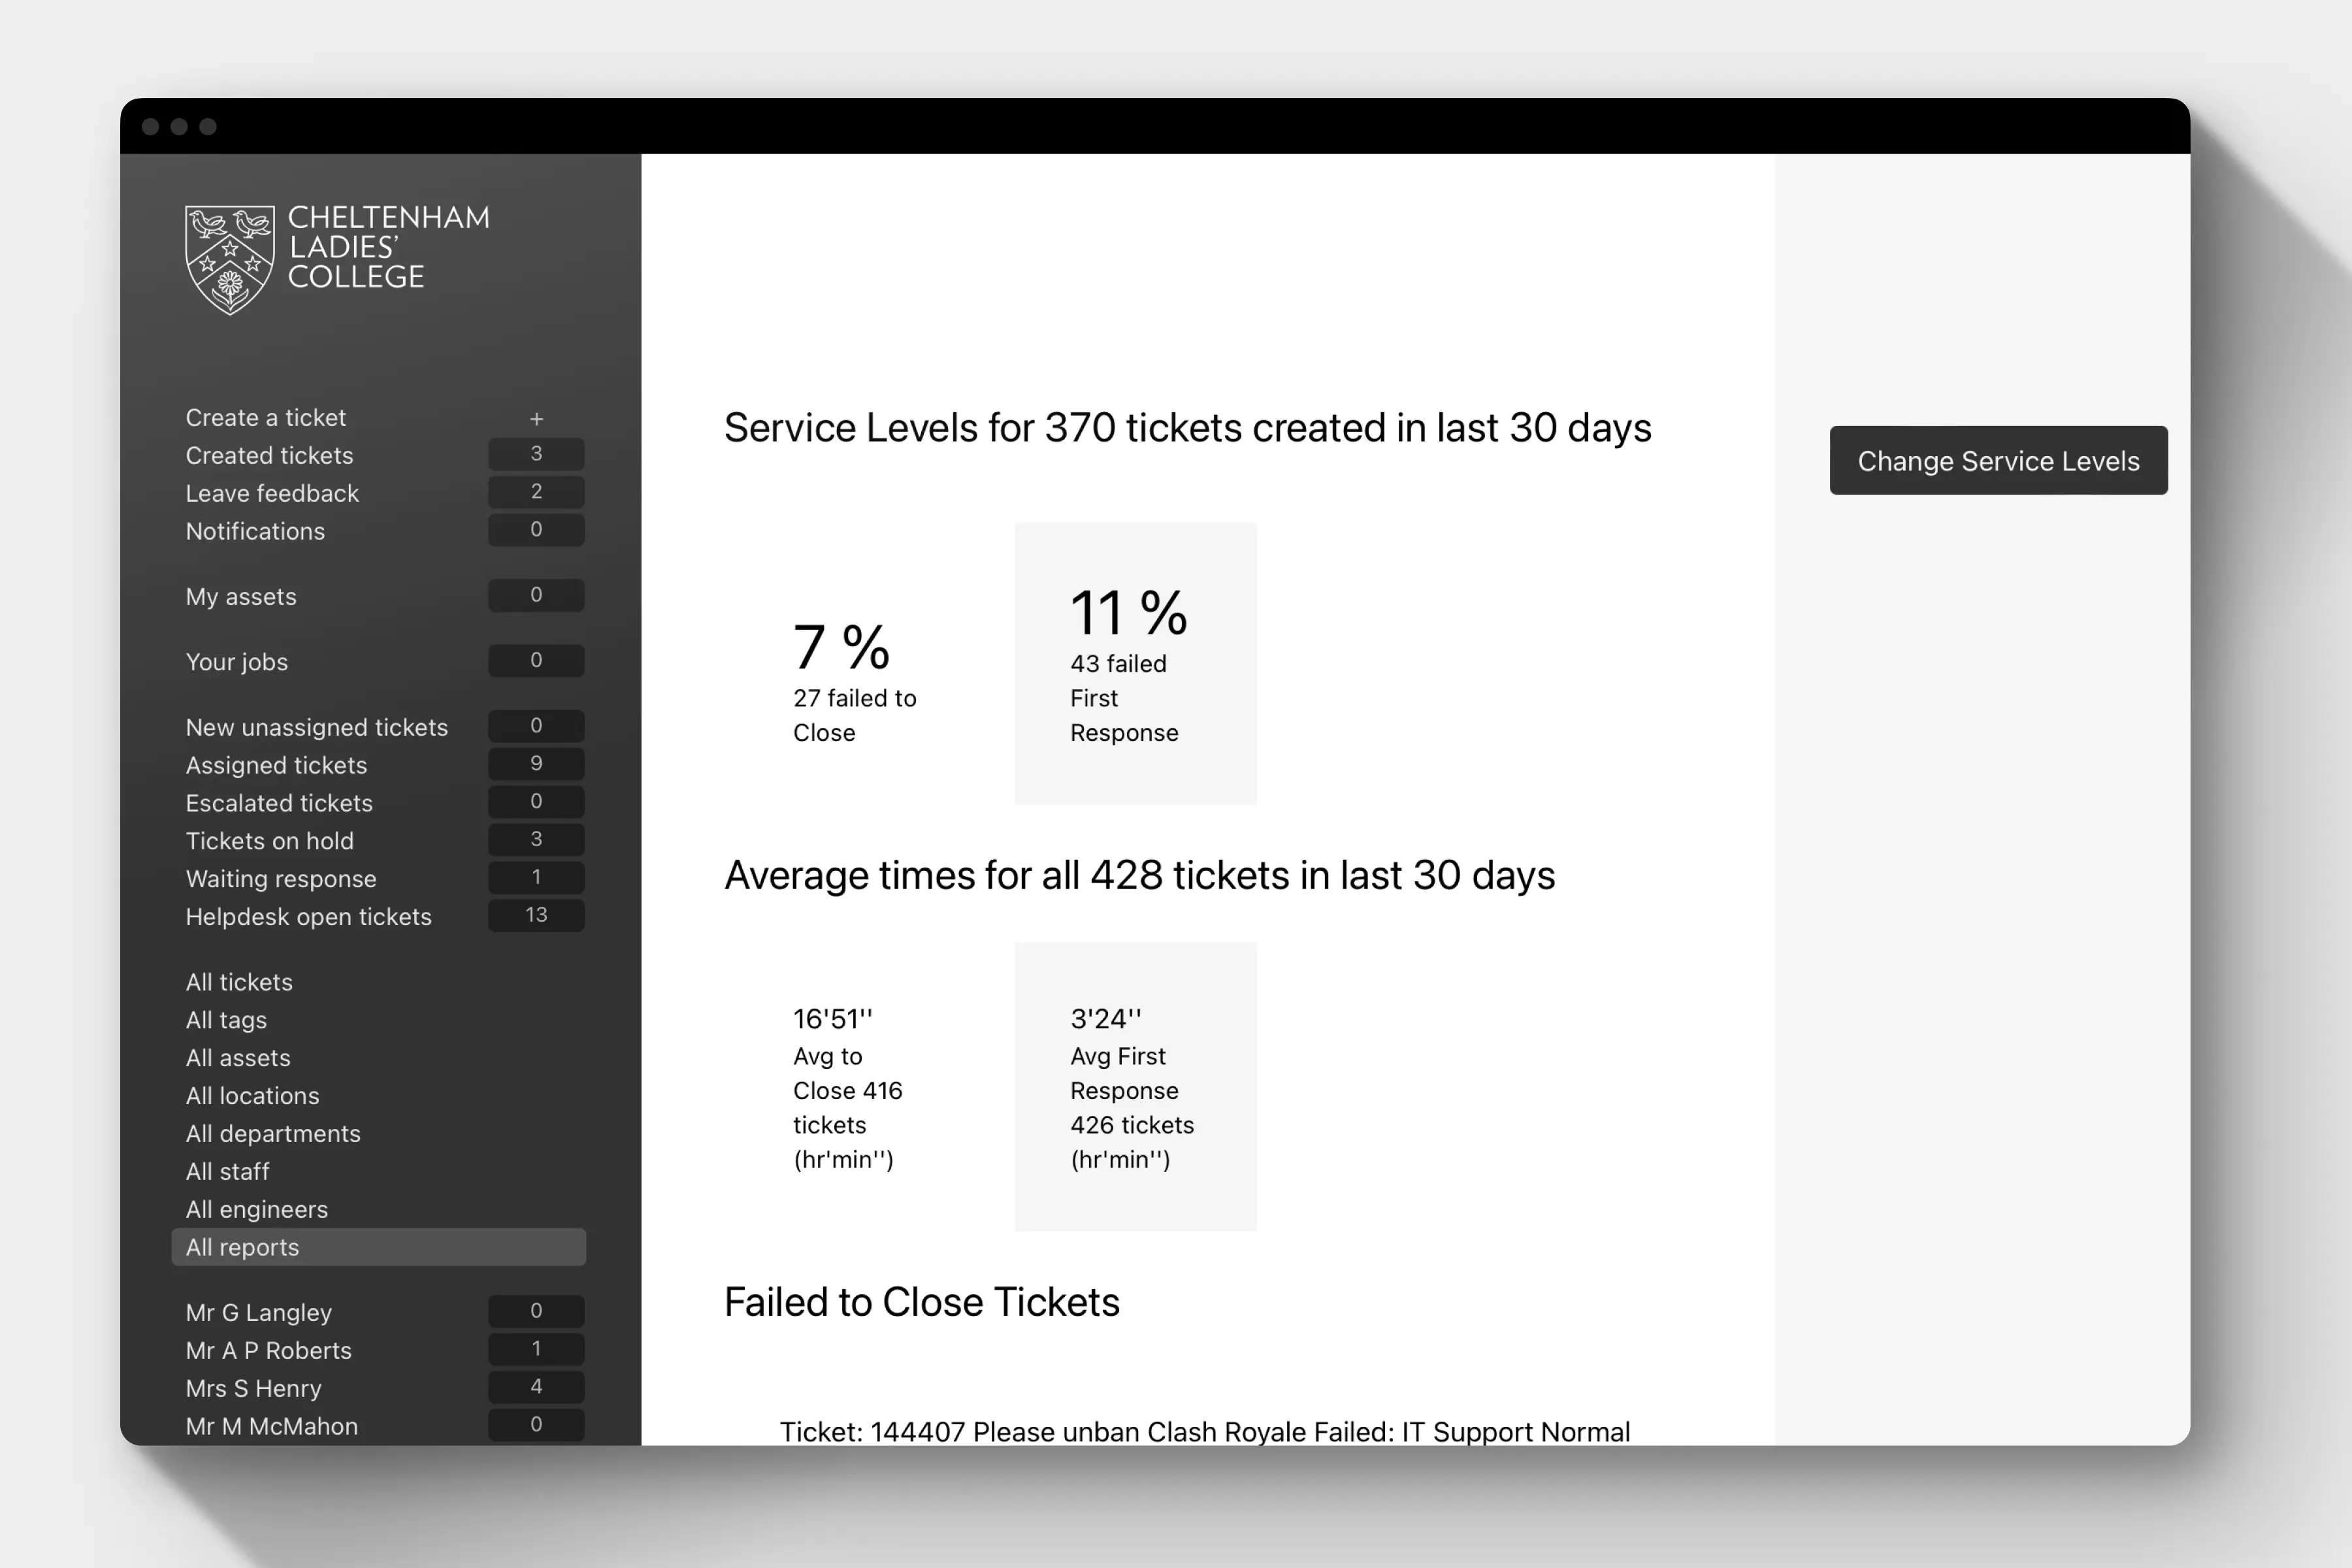 CHELTENHAM
LADIES’
COLLEGE
Create a ticket +
Created tickets 3
Leave feedback 2
Notifications 0
My assets 0
Your jobs 0
New unassigned tickets 0
Assigned tickets 9
Escalated tickets 0
Tickets on hold 3
Waiting response 1
Helpdesk open tickets 13
All tickets
All tags
All assets
All locations
All departments
All staff
All engineers
All reports
Mr G Langley 0
Mr A P Roberts 1
Mrs S Henry 4
Mr M McMahon 0
Service Levels for 370 tickets created in last 30 days
7 %
27 failed to
Close
11 %
43 failed
First
Response
Average times for all 428 tickets in last 30 days
16'51''
Avg to
Close 416
tickets
(hr'min'')
3'24''
Avg First
Response
426 tickets
(hr'min'')
Failed to Close Tickets
Ticket: 144407 Please unban Clash Royale Failed: IT Support Normal
Change Service Levels